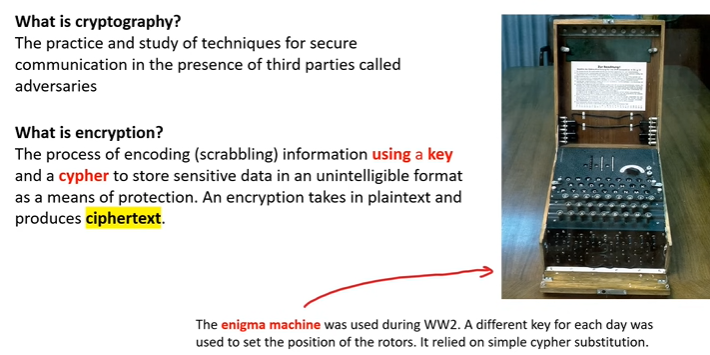 What is cryptography?
The practice and study of techniques for secure
communication in the presence of third parties called
adversaries
What is encryption?
The process of encoding (scrabbling) information using a key
and a cypher to store sensitive data in an unintelligible format
as a means of protection. An encryption takes in plaintext and
produces ciphertext.
The enigma machine was used during WW2. A different key for each day was
used to set the position of the rotors. It relied on simple cypher substitution.